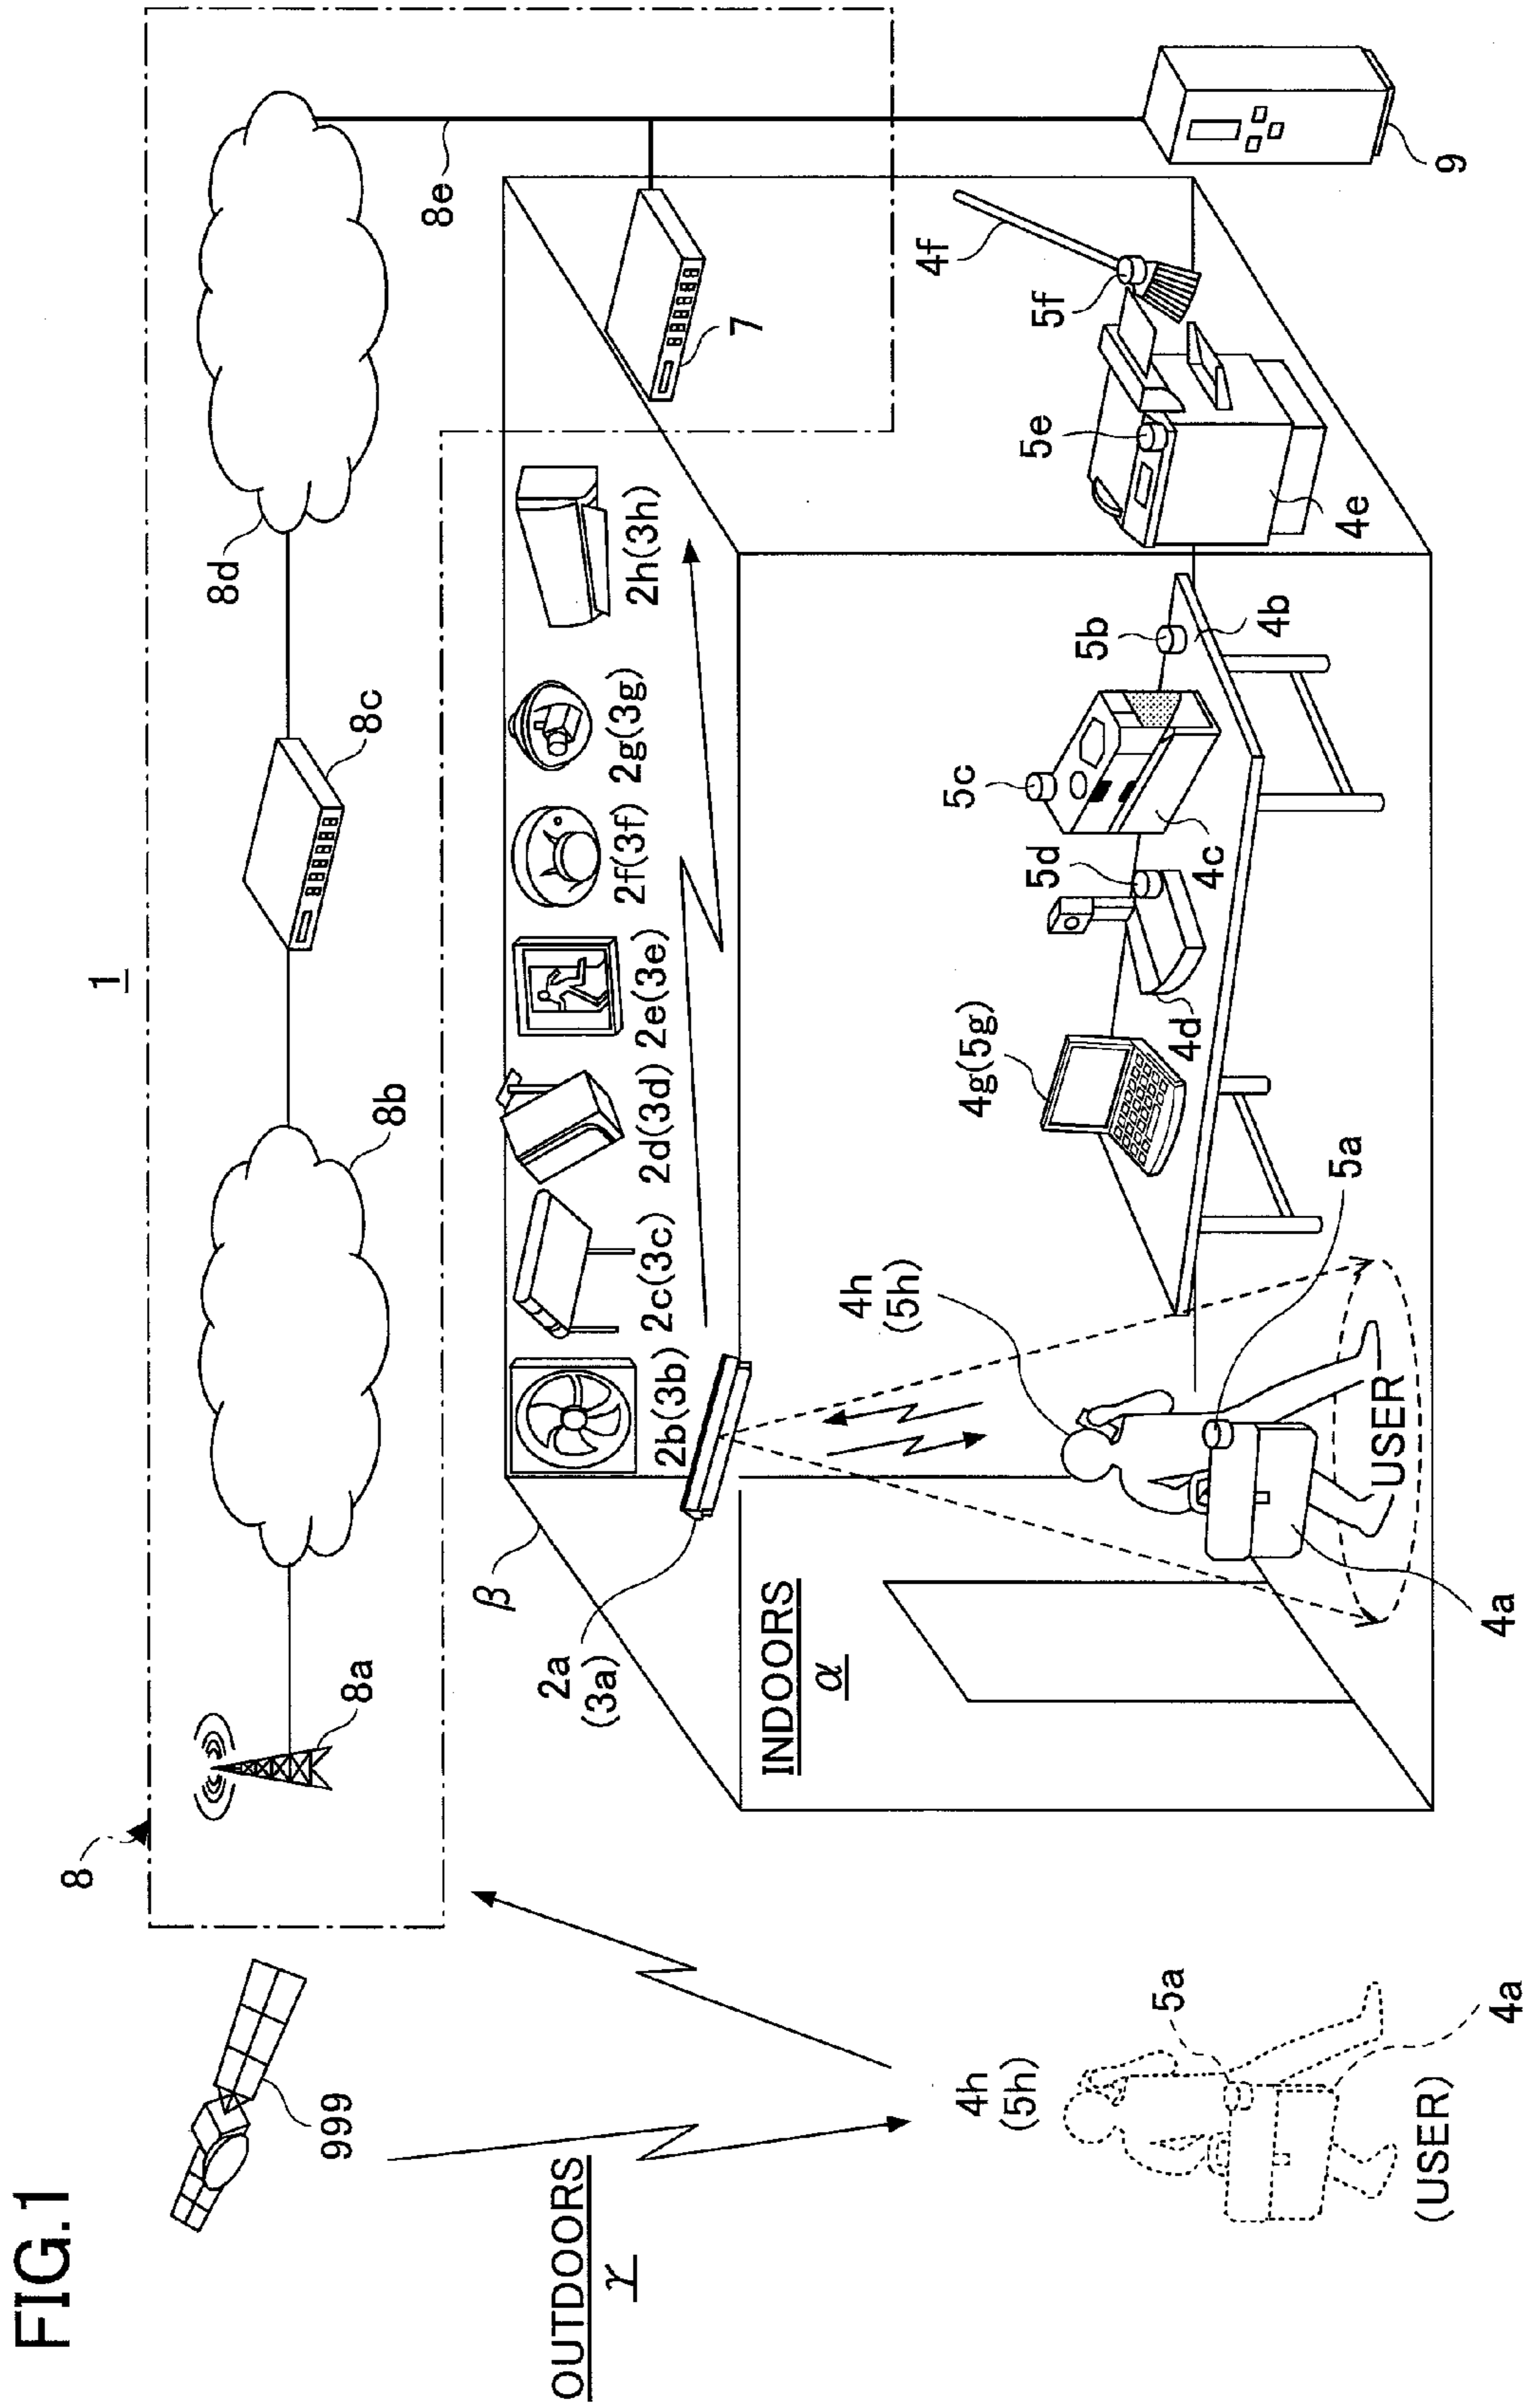 FIG.1
1
8
8a
8b
8c
8d
8e
999
OUTDOORS
γ
β
2a
(3a)
2b(3b)
2c(3c)
2d(3d)
2e(3e)
2f(3f)
2g(3g)
2h(3h)
7
INDOORS
α
4h
(5h)
4g(5g)
5d
5c
5b
5e
5f
4f
4d
4c
4b
4e
9
5a
USER
4a
4h
(5h)
5a
4a
(USER)